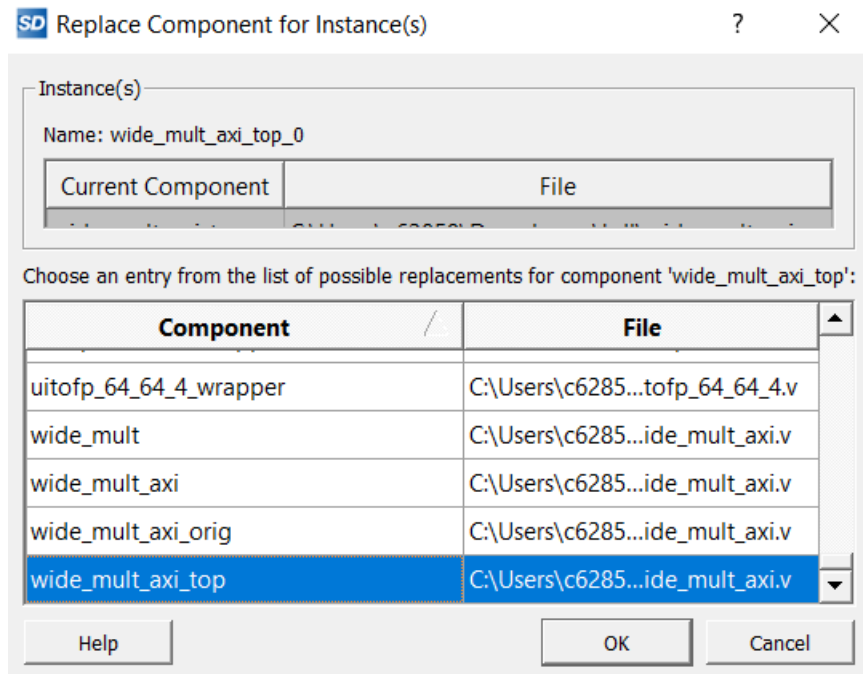 SD Replace Component for Instance(s) ?
Instance(s)
Name: wide_mult_axi_top_0
Current Component File
Choose an entry from the list of possible replacements for component 'wide_mult_axi_top':
Component File
uitofp_64_64_4_wrapper C:\Users\c6285...tofp_64_64_4.v
wide_mult C:\Users\c6285...ide_mult_axi.v
wide_mult_axi C:\Users\c6285...ide_mult_axi.v
wide_mult_axi_orig C:\Users\c6285...ide_mult_axi.v
wide_mult_axi_top C:\Users\c6285...ide_mult_axi.v
Help OK Cancel